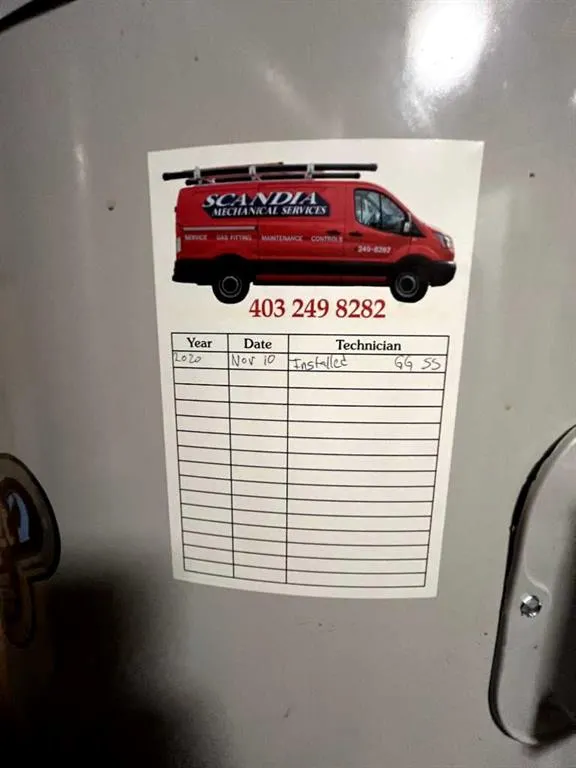 SCANDIA
MECHANICAL SERVICES
SERVICE GAS FITTING MAINTENANCE CONTROLS
249-8282
403 249 8282
Year Date Technician
2020 Nov 10 Installed GG SS